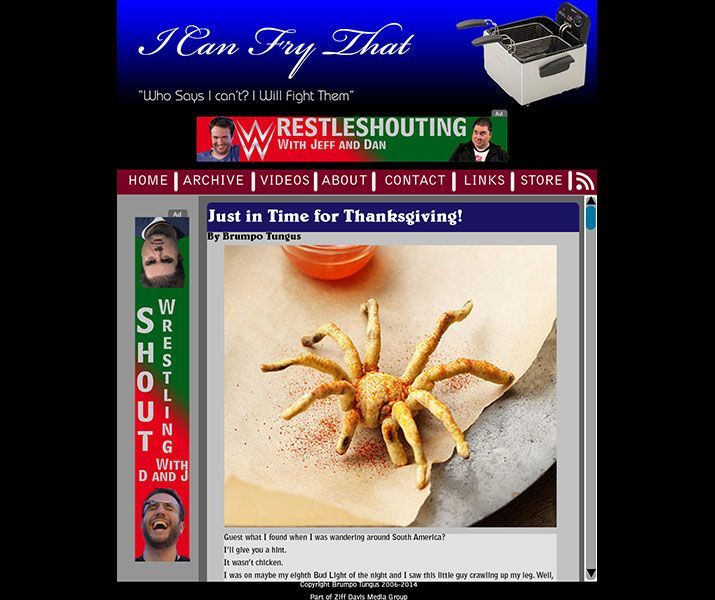 I Can Fry That
"Who Says I can't? I Will Fight Them"
Ad
WRESTLESHOUTING
With Jeff and Dan
HOME ARCHIVE VIDEOS ABOUT CONTACT LINKS STORE
Ad
SHOUT
WRESTLING
With
D and J
Just in Time for Thanksgiving!
By Brumpo Tungus
Guest what I found when I was wandering around South America?
I'll give you a hint.
It wasn't chicken.
I was on maybe my eighth Bud Light of the night and I saw this little guy crawling up my leg. Well,
Copyright Brumpo Tungus 2006-2014
Part of Ziff Davis Media Group